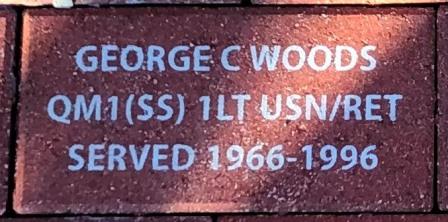 GEORGE C WOODS
QM1(SS) 1LT USN/RET
SERVED 1966-1996